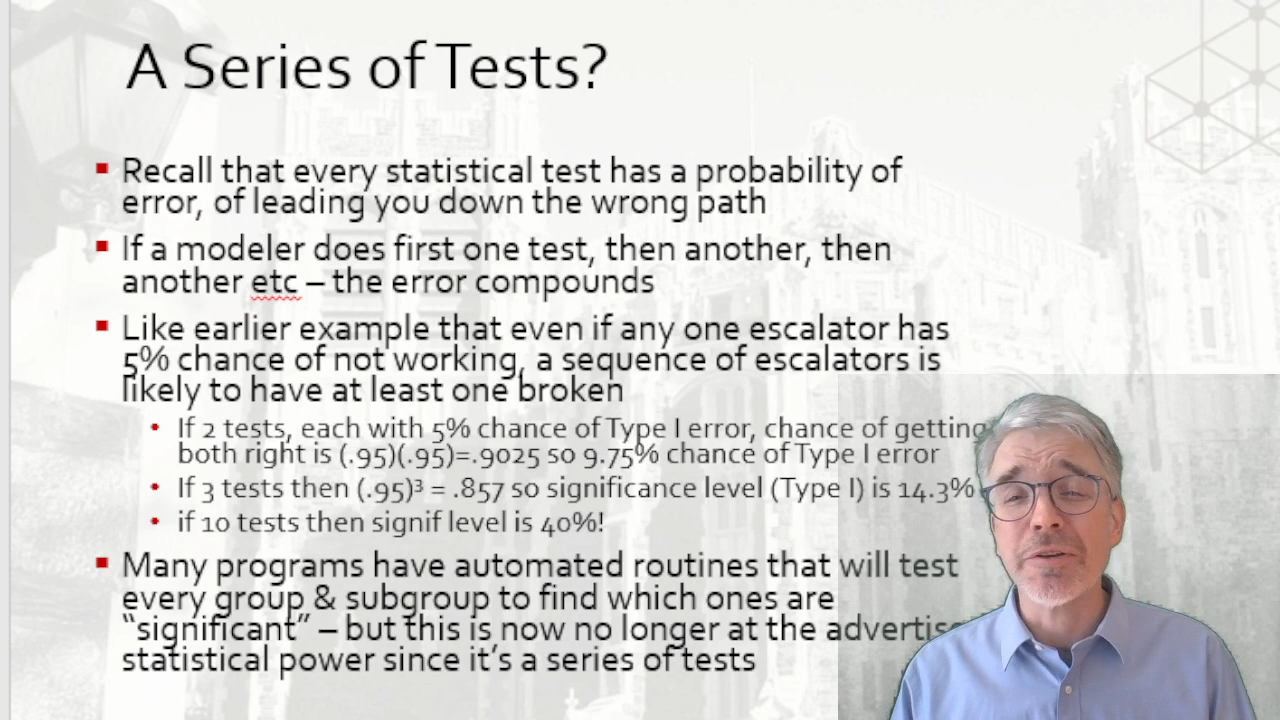 A Series of Tests?
Recall that every statistical test has a probability of
error, of leading you down the wrong path
If a modeler does first one test, then another, then
another etc – the error compounds
Like earlier example that even if any one escalator has
5% chance of not working, a sequence of escalators is
likely to have at least one broken
If 2 tests, each with 5% chance of Type I error, chance of getting
both right is (.95)(.95)=.9025 so 9.75% chance of Type I error
If 3 tests then (.95)³ = .857 so significance level (Type I) is 14.3%
if 10 tests then signif level is 40%!
Many programs have automated routines that will test
every group & subgroup to find which ones are
“significant” – but this is now no longer at the
statistical power since it’s a series of tests